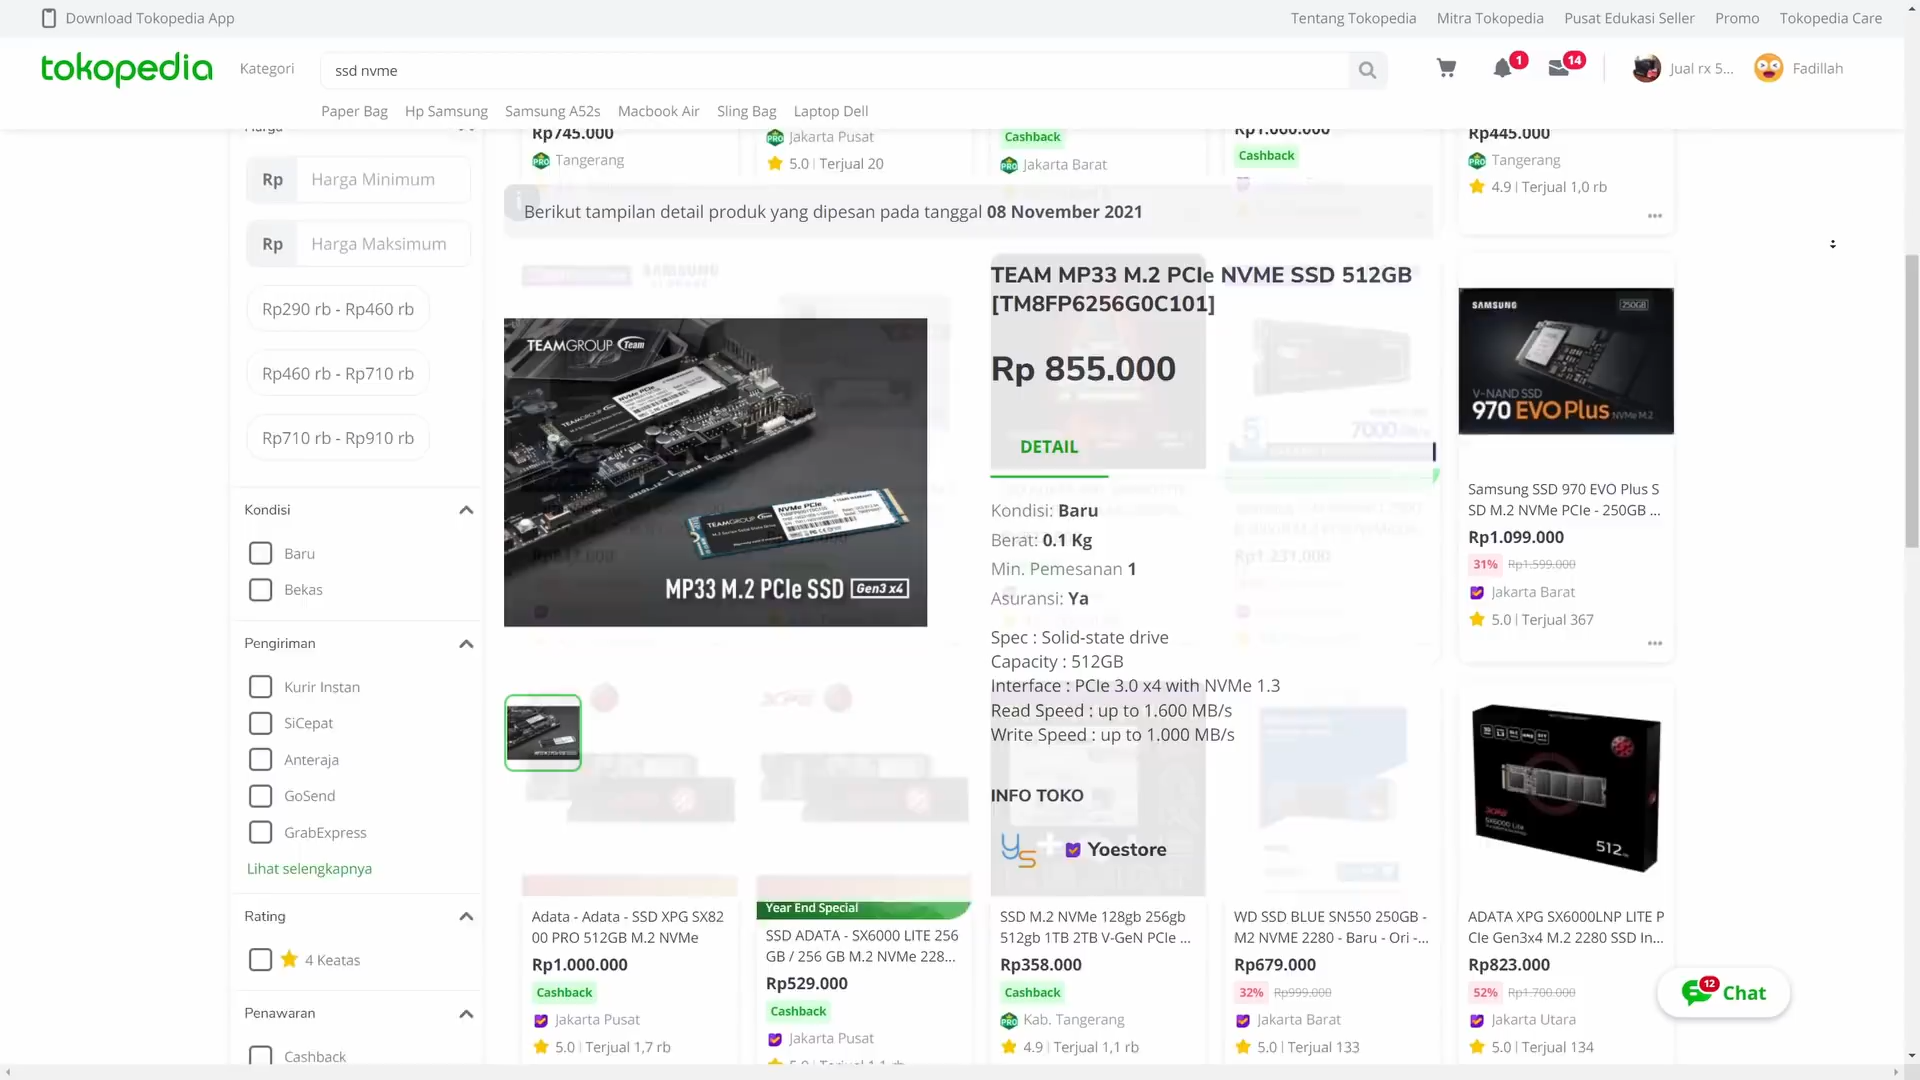 Download Tokopedia App
Tentang Tokopedia
Mitra Tokopedia
Pusat Edukasi Seller
Promo
Tokopedia Care
tokopedia
Kategori
ssd nvme
1
14
Jual rx 5...
Fadillah
Paper Bag
Hp Samsung
Samsung A52s
Macbook Air
Sling Bag
Laptop Dell
Rp
Harga Minimum
Rp
Harga Maksimum
Rp290 rb - Rp460 rb
Rp460 rb - Rp710 rb
Rp710 rb - Rp910 rb
Kondisi
Baru
Bekas
Pengiriman
Kurir Instan
SiCepat
Anteraja
GoSend
GrabExpress
Lihat selengkapnya
Rating
4 Keatas
Penawaran
Cashback
Rp745.000
Tangerang
Jakarta Pusat
5.0 | Terjual 20
Cashback
Jakarta Barat
Cashback
Rp445.000
Tangerang
4.9 | Terjual 1,0 rb
Berikut tampilan detail produk yang dipesan pada tanggal 08 November 2021
TEAMGROUP Team
MP33 M.2 PCIe SSD Gen3 x4
TEAM MP33 M.2 PCIe NVME SSD 512GB
[TM8FP6256G0C101]
Rp 855.000
DETAIL
Kondisi: Baru
Berat: 0.1 Kg
Min. Pemesanan 1
Asuransi: Ya
Spec : Solid-state drive
Capacity : 512GB
Interface : PCIe 3.0 x4 with NVMe 1.3
Read Speed : up to 1.600 MB/s
Write Speed : up to 1.000 MB/s
INFO TOKO
Yoestore
SAMSUNG
250GB
V-NAND SSD
970 EVO Plus NVMe M.2
Samsung SSD 970 EVO Plus S
SD M.2 NVMe PCIe - 250GB ...
Rp1.099.000
31% Rp1.599.000
Jakarta Barat
5.0 | Terjual 367
Adata - Adata - SSD XPG SX82
00 PRO 512GB M.2 NVMe
Rp1.000.000
Cashback
Jakarta Pusat
5.0 | Terjual 1,7 rb
Year End Special
SSD ADATA - SX6000 LITE 256
GB / 256 GB M.2 NVMe 228...
Rp529.000
Cashback
Jakarta Pusat
SSD M.2 NVMe 128gb 256gb
512gb 1TB 2TB V-GeN PCIe ...
Rp358.000
Cashback
Kab. Tangerang
4.9 | Terjual 1,1 rb
WD SSD BLUE SN550 250GB -
M2 NVME 2280 - Baru - Ori -...
Rp679.000
32% Rp999.000
Jakarta Barat
5.0 | Terjual 133
512
ADATA XPG SX6000LNP LITE P
CIe Gen3x4 M.2 2280 SSD In...
Rp823.000
52% Rp1.700.000
Jakarta Utara
5.0 | Terjual 134
12
Chat